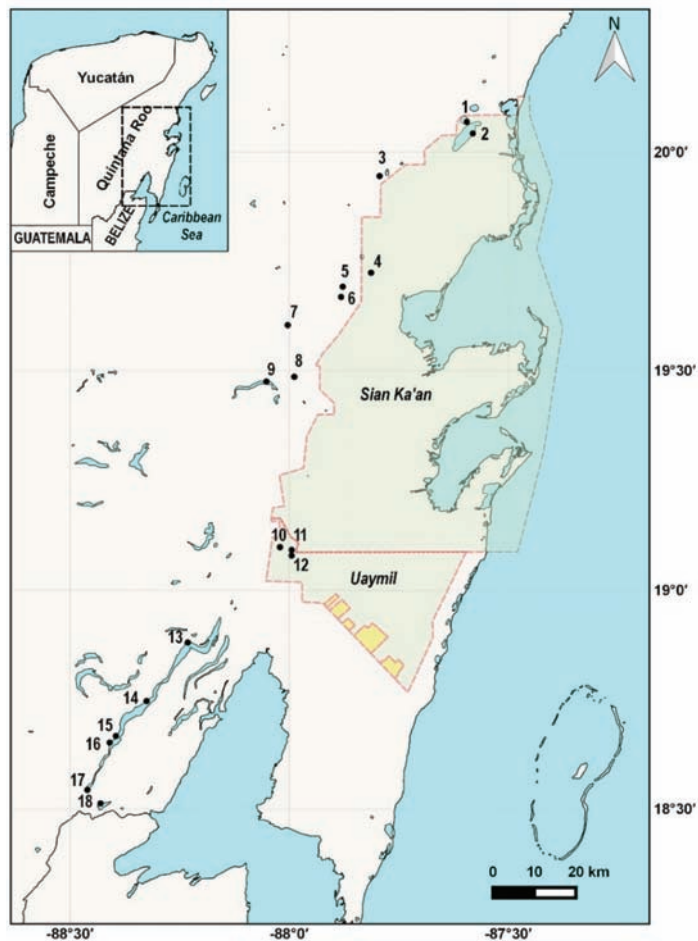 N
Yucatán
Campeche
Quintana Roo
BELIZE
Caribbean
Sea
GUATEMALA
1
2
20°0'
3
4
5
6
7
8
9
19°30'
Sian Ka'an
10
11
12
Uaymil
19°0'
13
14
15
16
17
18
18°30'
0 10 20 km
-88°30'
-88°0'
-87°30'